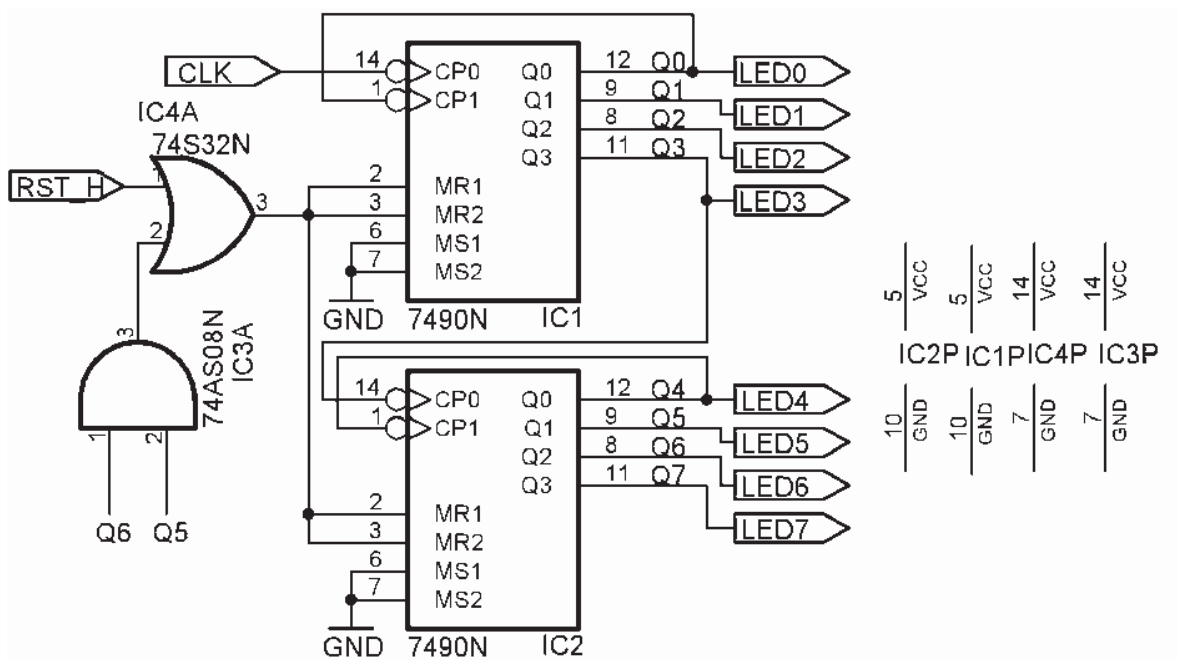 CLK
IC4A
74S32N
RST_H
1
2
3
74AS08N
IC3A
3
1
2
Q6
Q5
14
1
2
3
6
7
GND
CP0
CP1
MR1
MR2
MS1
MS2
Q0
Q1
Q2
Q3
7490N
IC1
12
9
8
11
Q0
Q1
Q2
Q3
LED0
LED1
LED2
LED3
14
1
2
3
6
7
GND
CP0
CP1
MR1
MR2
MS1
MS2
Q0
Q1
Q2
Q3
7490N
IC2
12
9
8
11
Q4
Q5
Q6
Q7
LED4
LED5
LED6
LED7
5
VCC
5
VCC
14
VCC
14
VCC
IC2P
IC1P
IC4P
IC3P
10
GND
10
GND
7
GND
7
GND